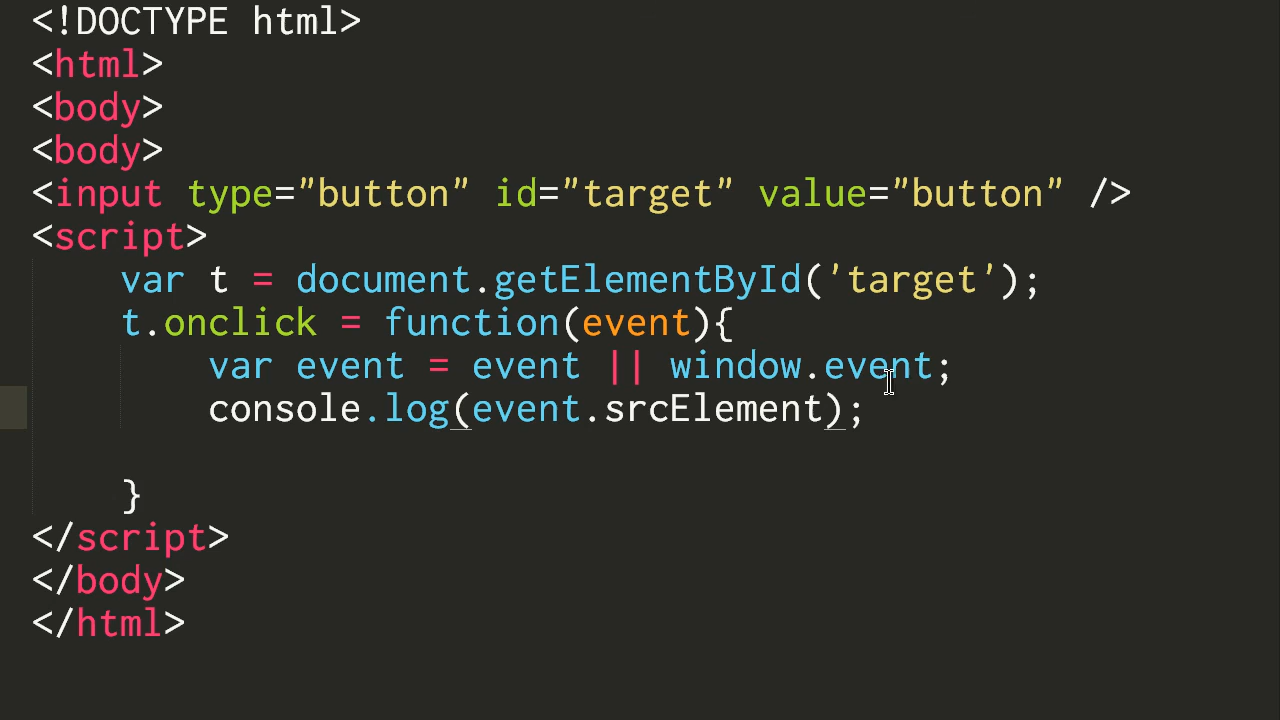 <!DOCTYPE html>
<html>
<body>
<body>
<input type="button" id="target" value="button" />
<script>
    var t = document.getElementById('target');
    t.onclick = function(event){
        var event = event || window.event;
        console.log(event.srcElement);
    }
</script>
</body>
</html>